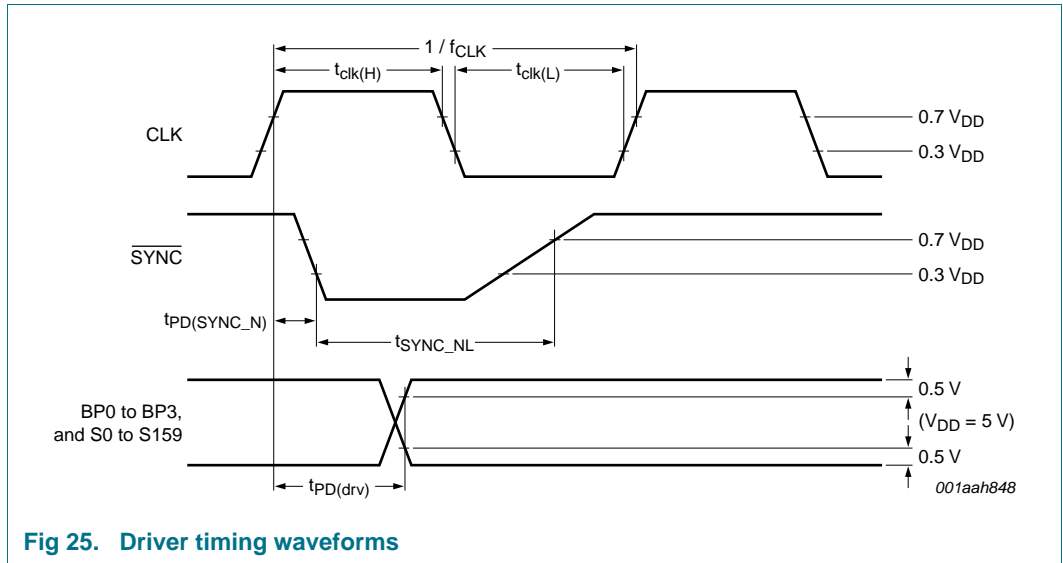 1 / fCLK
tclk(H)
tclk(L)
CLK
0.7 VDD
0.3 VDD
SYNC
0.7 VDD
0.3 VDD
tPD(SYNC_N)
tSYNC_NL
BP0 to BP3,
and S0 to S159
0.5 V
(VDD = 5 V)
0.5 V
tPD(drv)
001aah848
Fig 25. Driver timing waveforms